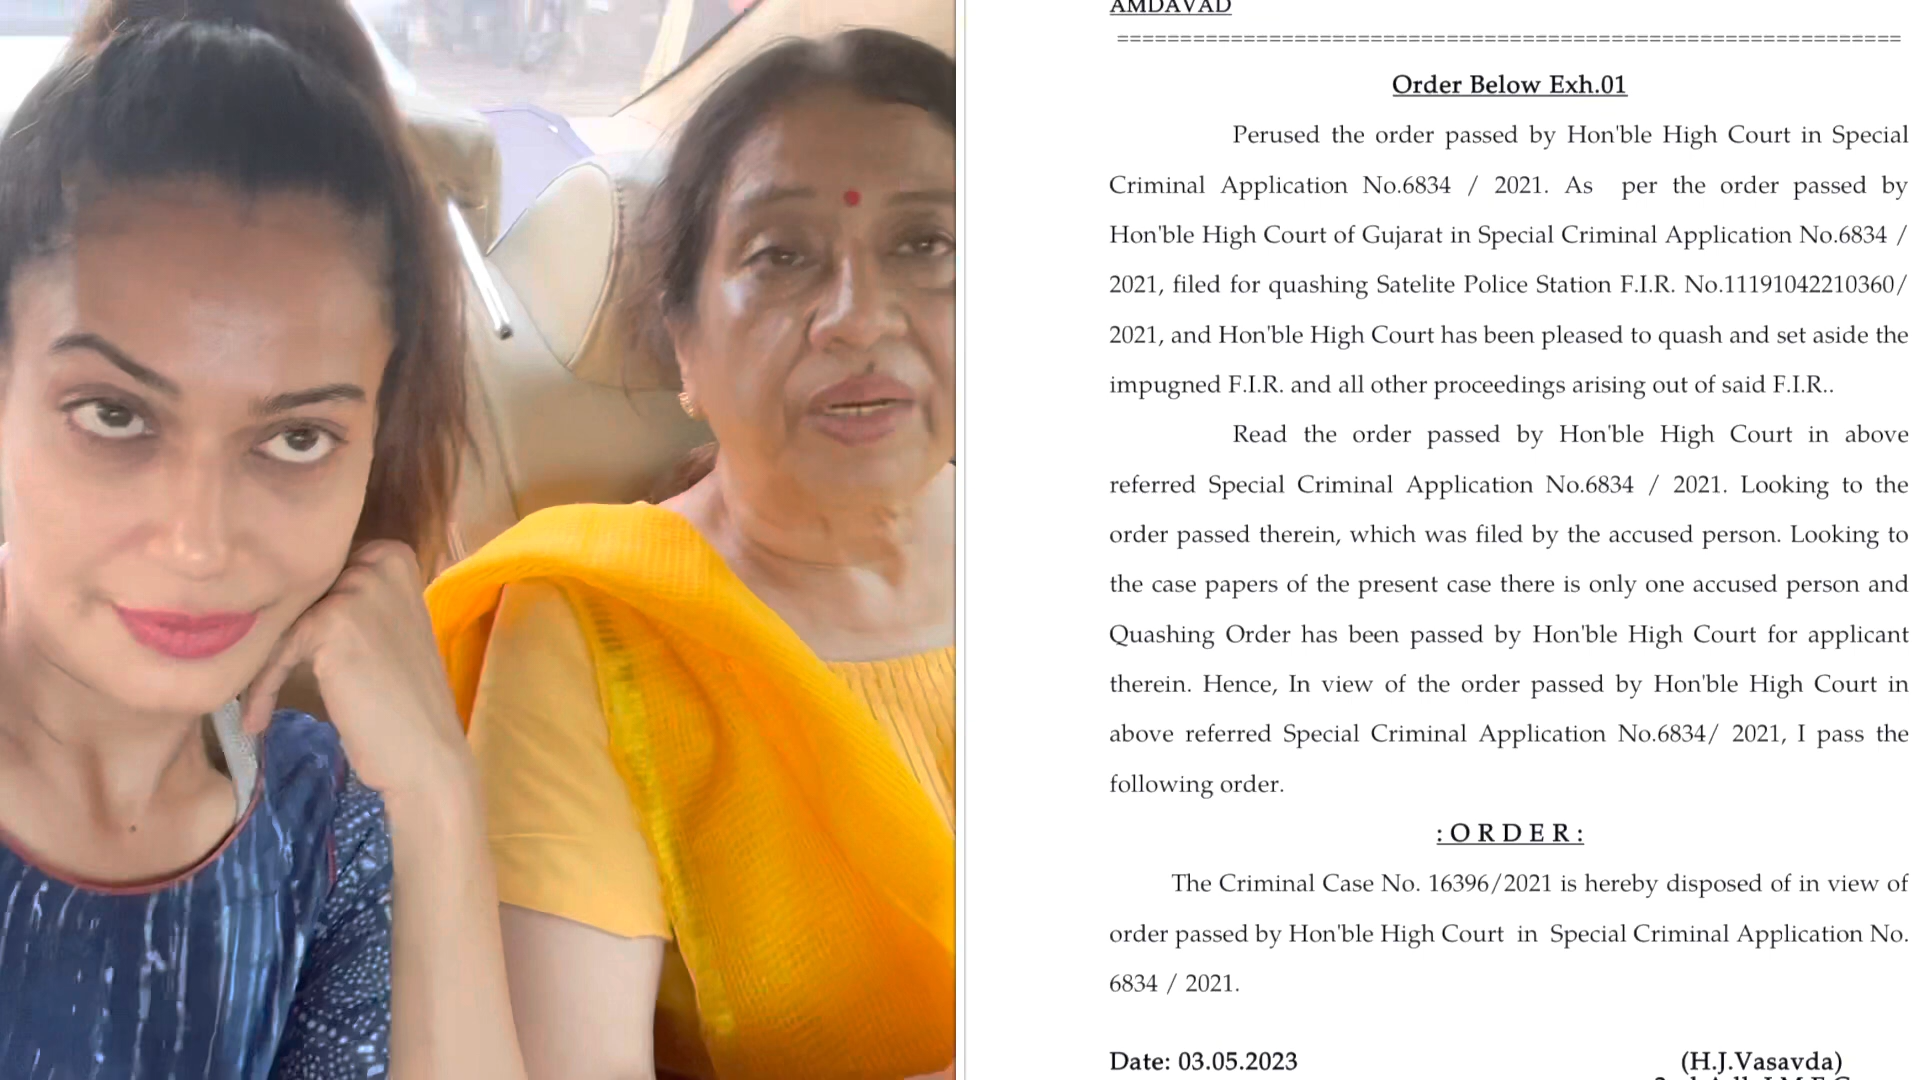 AMDAVAD
==============================================================
Order Below Exh.01
Perused the order passed by Hon'ble High Court in Special
Criminal Application No.6834 / 2021. As per the order passed by
Hon'ble High Court of Gujarat in Special Criminal Application No.6834 /
2021, filed for quashing Satelite Police Station F.I.R. No.11191042210360/
2021, and Hon'ble High Court has been pleased to quash and set aside the
impugned F.I.R. and all other proceedings arising out of said F.I.R..
Read the order passed by Hon'ble High Court in above
referred Special Criminal Application No.6834 / 2021. Looking to the
order passed therein, which was filed by the accused person. Looking to
the case papers of the present case there is only one accused person and
Quashing Order has been passed by Hon'ble High Court for applicant
therein. Hence, In view of the order passed by Hon'ble High Court in
above referred Special Criminal Application No.6834/ 2021, I pass the
following order.
: O R D E R :
The Criminal Case No. 16396/2021 is hereby disposed of in view of
order passed by Hon'ble High Court in Special Criminal Application No.
6834 / 2021.
Date: 03.05.2023 (H.J.Vasavda)